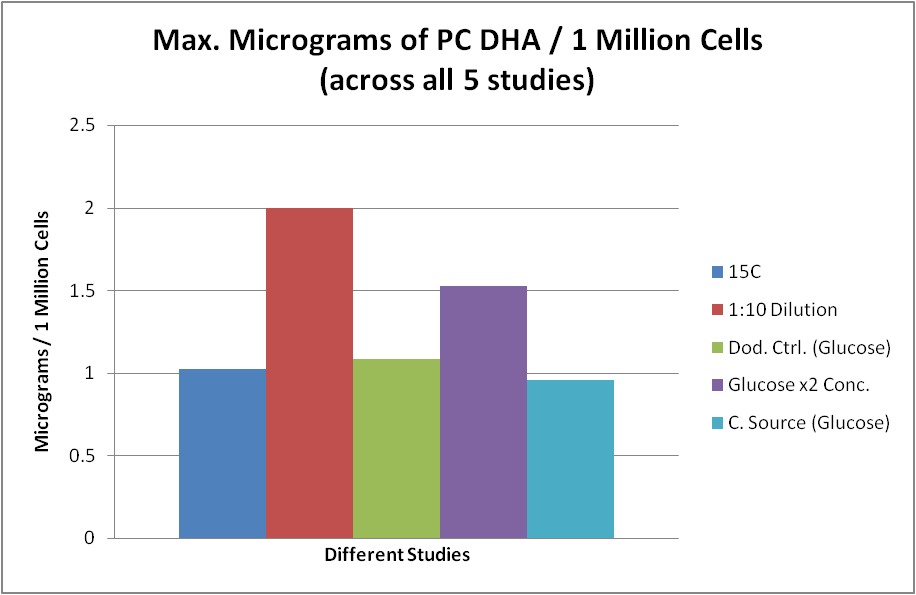 Max. Micrograms of PC DHA / 1 Million Cells
(across all 5 studies)
2.5
2
1.5
1
0.5
0
Micrograms / 1 Million Cells
Different Studies
15C
1:10 Dilution
Dod. Ctrl. (Glucose)
Glucose x2 Conc.
C. Source (Glucose)